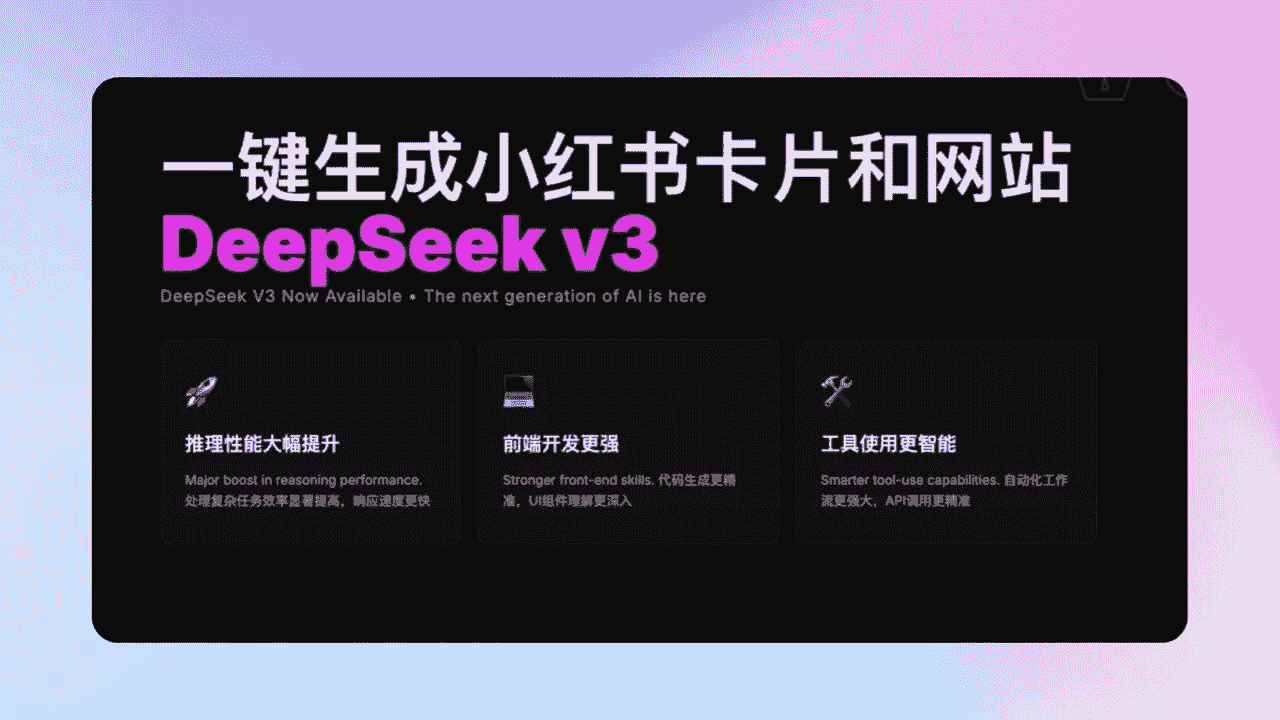 一键生成小红书卡片和网站
DeepSeek v3
DeepSeek V3 Now Available • The next generation of AI is here
推理性能大幅提升
Major boost in reasoning performance.
处理复杂任务效率显著提高，响应速度更快
前端开发更强
Stronger front-end skills. 代码生成更精
准，UI组件理解更深入
工具使用更智能
Smarter tool-use capabilities. 自动化工作
流更强大，API调用更精准